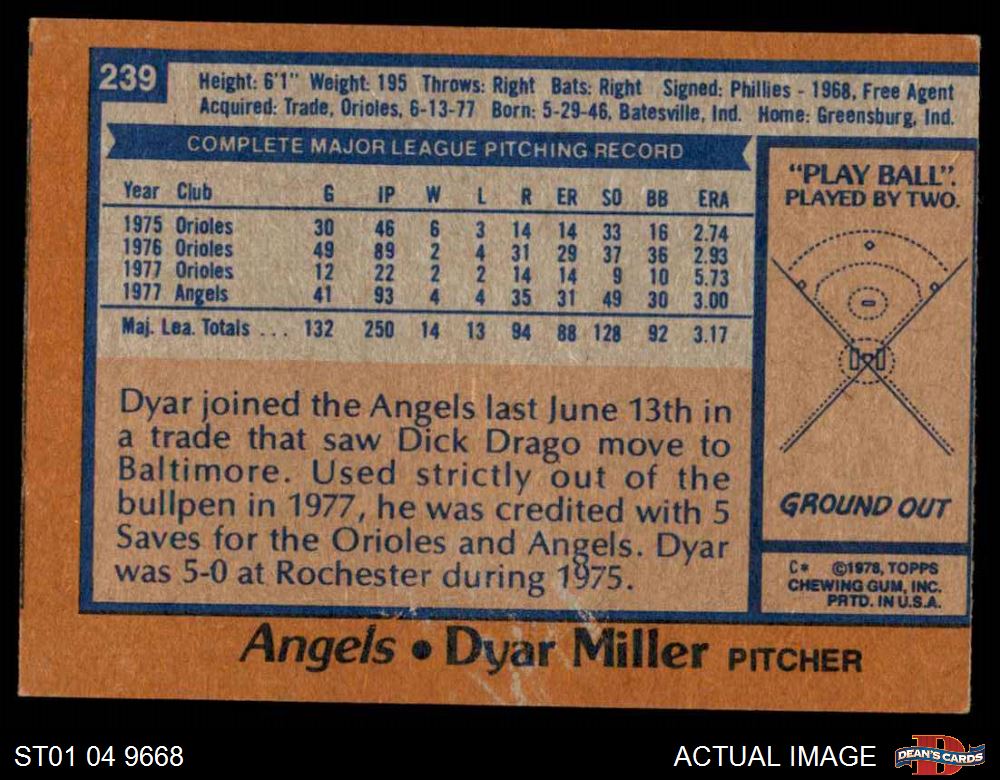 239
Height: 6'1" Weight: 195 Throws: Right Bats: Right Signed: Phillies - 1968, Free Agent
Acquired: Trade, Orioles, 6-13-77 Born: 5-29-46, Batesville, Ind. Home: Greensburg, Ind.
COMPLETE MAJOR LEAGUE PITCHING RECORD
Year Club G IP W L R ER SO BB ERA
1975 Orioles 30 46 6 3 14 14 33 16 2.74
1976 Orioles 49 89 2 4 31 29 37 36 2.93
1977 Orioles 12 22 2 2 14 14 9 10 5.73
1977 Angels 41 93 4 4 35 31 49 30 3.00
Maj. Lea. Totals ... 132 250 14 13 94 88 128 92 3.17
Dyar joined the Angels last June 13th in
a trade that saw Dick Drago move to
Baltimore. Used strictly out of the
bullpen in 1977, he was credited with 5
Saves for the Orioles and Angels. Dyar
was 5-0 at Rochester during 1975.
"PLAY BALL".
PLAYED BY TWO.
GROUND OUT
C* ©1978, TOPPS
CHEWING GUM, INC.
PRTD. IN U.S.A.
Angels • Dyar Miller PITCHER
ST01 04 9668
ACTUAL IMAGE
DEAN'S CARDS